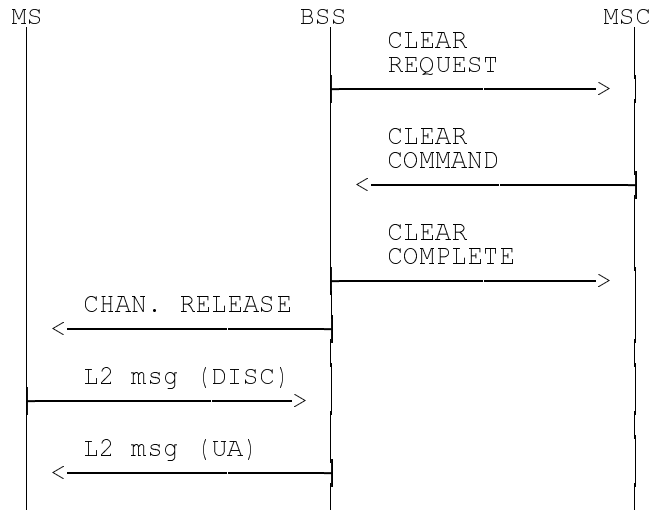 MS BSS MSC
CLEAR
REQUEST
CLEAR
COMMAND
CLEAR
COMPLETE
CHAN. RELEASE
L2 msg (DISC)
L2 msg (UA)